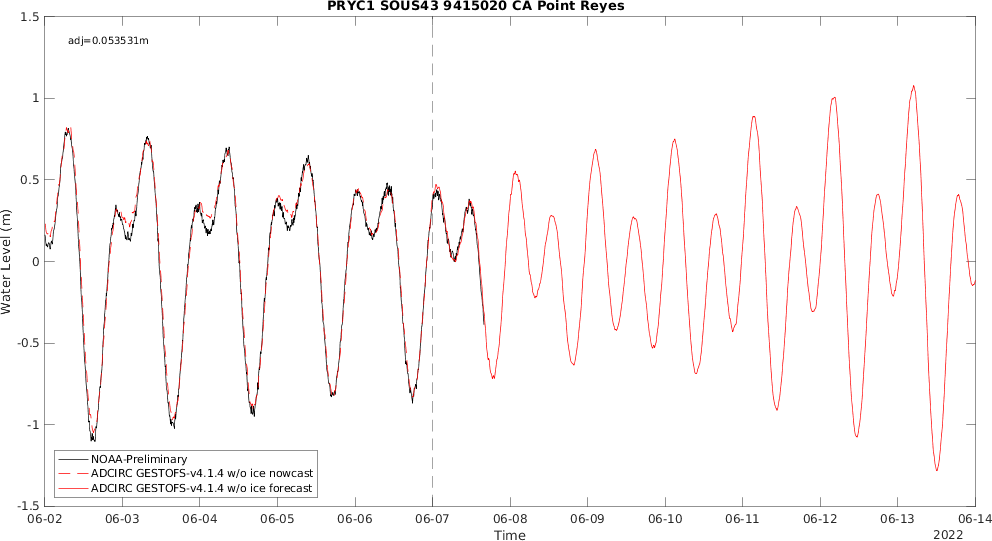 PRYC1 SOUS43 9415020 CA Point Reyes
adj=0.053531m
Water Level (m)
1.5
1
0.5
0
-0.5
-1
-1.5
NOAA-Preliminary
ADCIRC GESTOFS-v4.1.4 w/o ice nowcast
ADCIRC GESTOFS-v4.1.4 w/o ice forecast
06-02 06-03 06-04 06-05 06-06 06-07 06-08 06-09 06-10 06-11 06-12 06-13 06-14
Time
2022